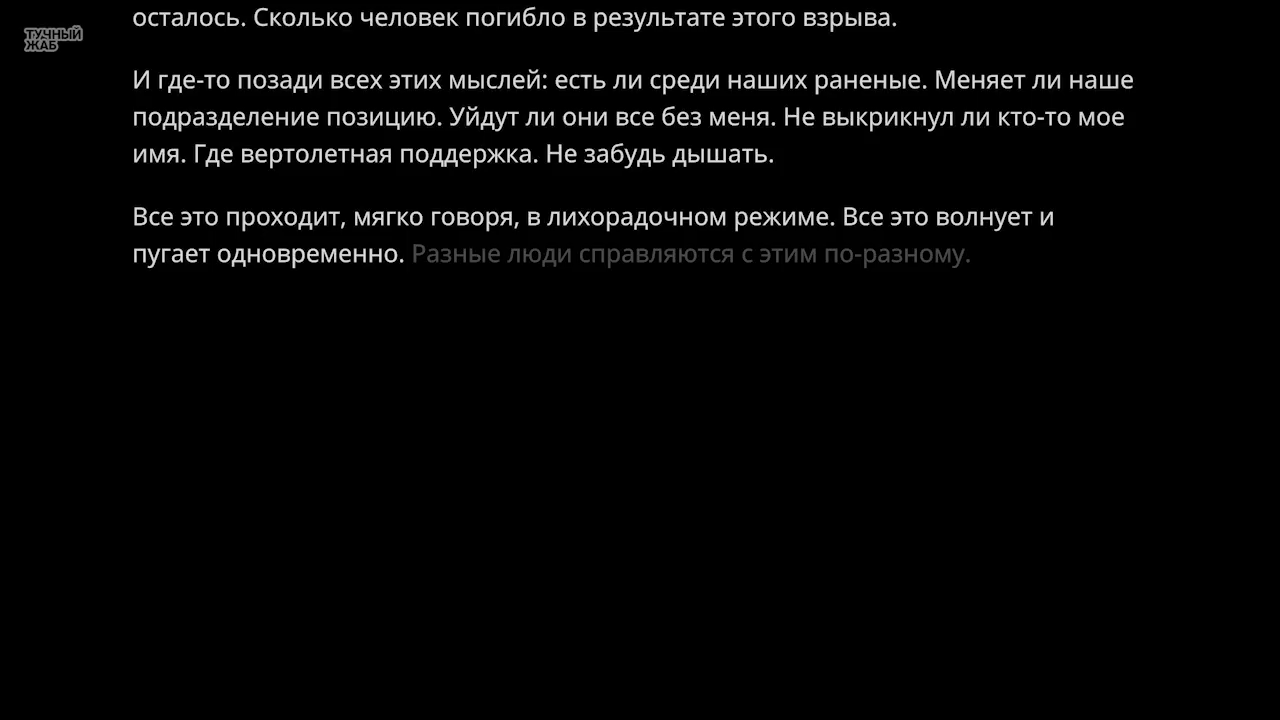 ТУЧНЫЙ
ЖАБ
осталось. Сколько человек погибло в результате этого взрыва.
И где-то позади всех этих мыслей: есть ли среди наших раненые. Меняет ли наше
подразделение позицию. Уйдут ли они все без меня. Не выкрикнул ли кто-то мое
имя. Где вертолетная поддержка. Не забудь дышать.
Все это проходит, мягко говоря, в лихорадочном режиме. Все это волнует и
пугает одновременно. Разные люди справляются с этим по-разному.